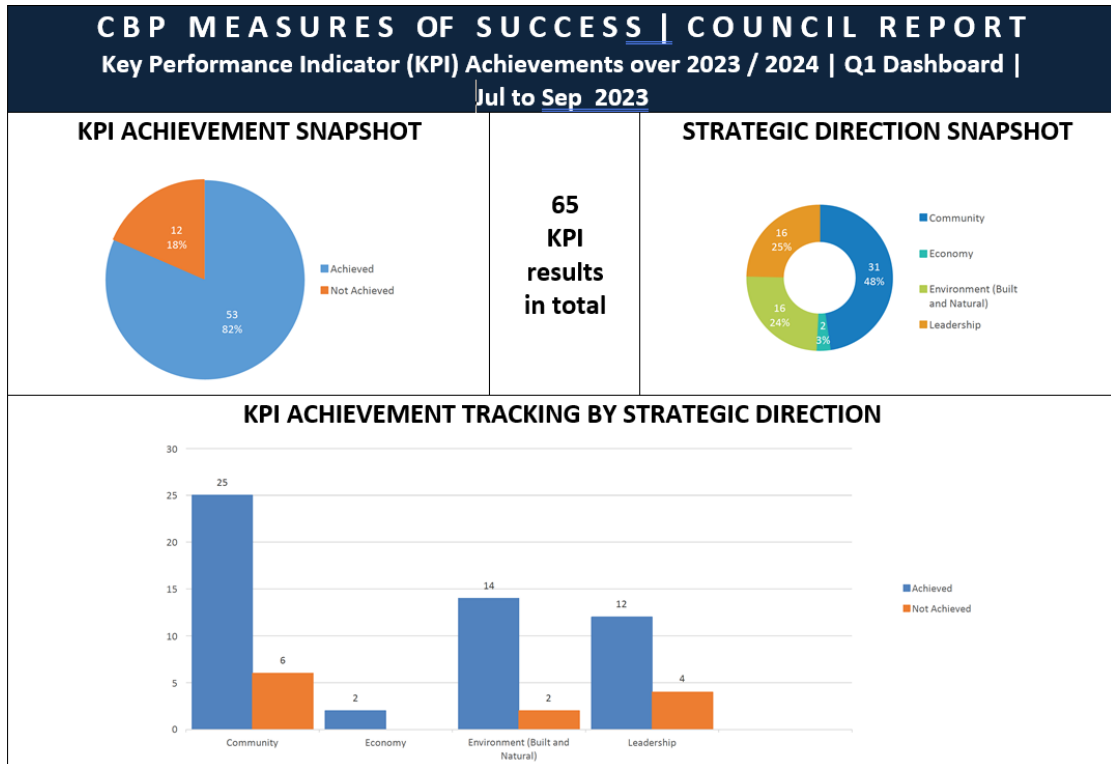 CBP MEASURES OF SUCCESS | COUNCIL REPORT
Key Performance Indicator (KPI) Achievements over 2023 / 2024 | Q1 Dashboard |
Jul to Sep 2023
KPI ACHIEVEMENT SNAPSHOT
12
18%
53
82%
Achieved
Not Achieved
65
KPI
results
in total
STRATEGIC DIRECTION SNAPSHOT
16
25%
31
48%
16
24%
2
3%
Community
Economy
Environment (Built
and Natural)
Leadership
KPI ACHIEVEMENT TRACKING BY STRATEGIC DIRECTION
30
25
20
15
10
5
0
25
6
2
14
2
12
4
Community
Economy
Environment (Built and
Natural)
Leadership
Achieved
Not Achieved